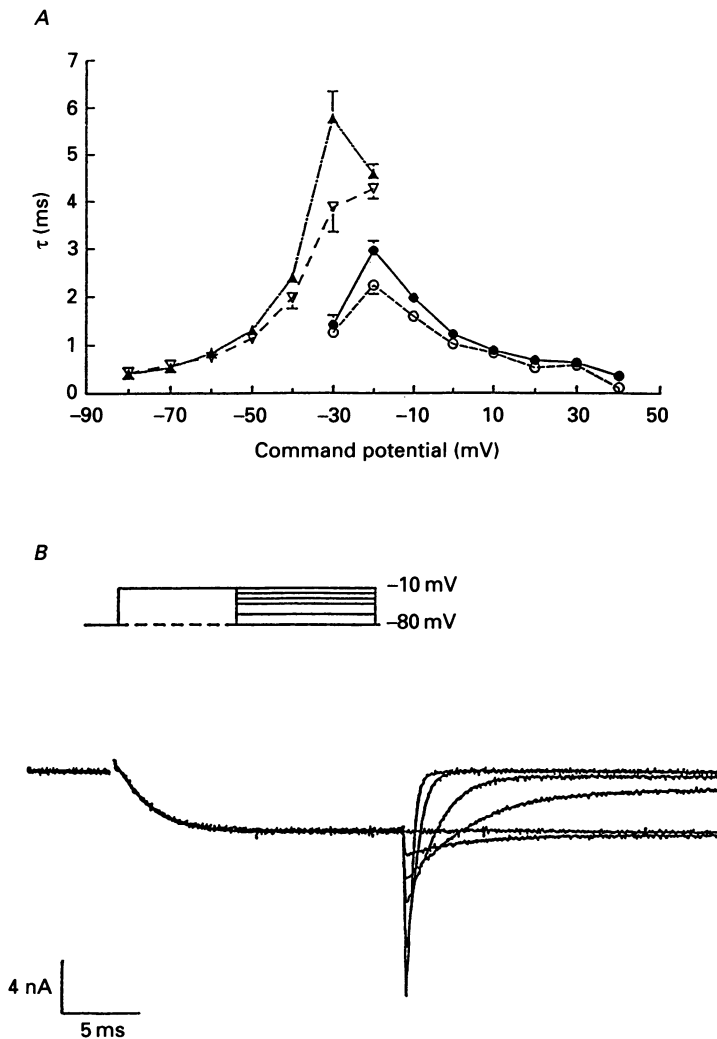 A
7
6
5
4
3
2
1
0
τ (ms)
–90 –70 –50 –30 –10 10 30 50
Command potential (mV)
B
–10 mV
–80 mV
4 nA
5 ms